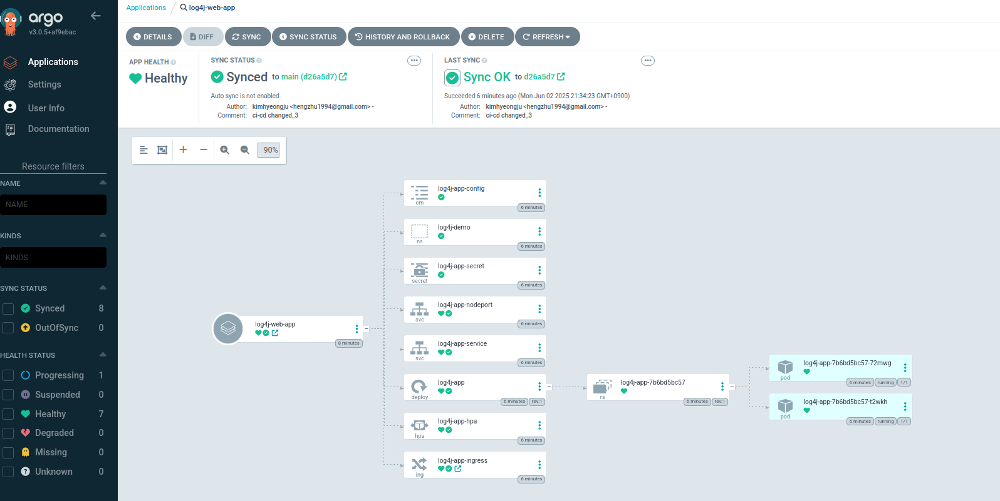 Applications / log4j-web-app
argo
v3.0.5+af9ebac
Applications
Settings
User Info
Documentation
Resource filters
NAME
NAME
KINDS
KINDS
SYNC STATUS
Synced 8
OutOfSync 0
HEALTH STATUS
Progressing 1
Suspended 0
Healthy 7
Degraded 0
Missing 0
Unknown 0
DETAILS DIFF SYNC SYNC STATUS HISTORY AND ROLLBACK DELETE REFRESH
APP HEALTH
Healthy
SYNC STATUS
Synced to main (d26a5d7)
Auto sync is not enabled.
Author: kimhyeongju <hengzhu1994@gmail.com> -
Comment: ci-cd changed_3
LAST SYNC
Sync OK to d26a5d7
Succeeded 6 minutes ago (Mon Jun 02 2025 21:34:23 GMT+0900)
Author: kimhyeongju <hengzhu1994@gmail.com> -
Comment: ci-cd changed_3
90%
log4j-web-app
8 minutes
log4j-app-config
cm
6 minutes
log4j-demo
ns
6 minutes
log4j-app-secret
secret
6 minutes
log4j-app-nodeport
svc
6 minutes
log4j-app-service
svc
6 minutes
log4j-app
deploy
6 minutes rev:1
log4j-app-hpa
hpa
6 minutes
log4j-app-ingress
ing
6 minutes
log4j-app-7b6bd5bc57
rs
6 minutes rev:1
log4j-app-7b6bd5bc57-72mwg
pod
6 minutes running 1/1
log4j-app-7b6bd5bc57-t2wkh
pod
6 minutes running 1/1